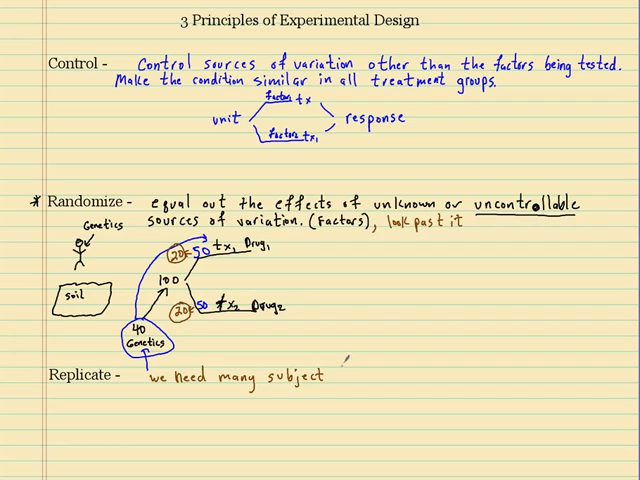 3 Principles of Experimental Design
Control - Control sources of variation other than the factors being tested.
Make the condition similar in all treatment groups.
factor1 tx
unit response
factor2 tx1
* Randomize - equal out the effects of unknown or uncontrollable
sources of variation. (Factors), look past it
Genetics
20< 50 tx1 Drug1
100
soil
20< 50 tx2 Drug2
40
Genetics
Replicate - we need many subject